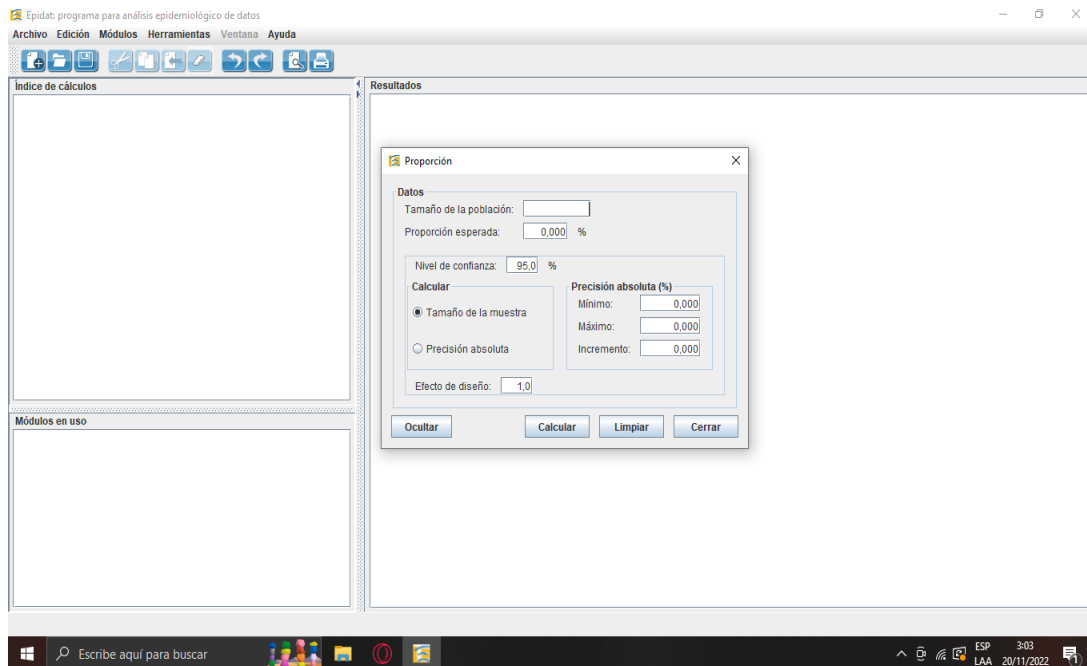 Epidat: programa para análisis epidemiológico de datos
Archivo Edición Módulos Herramientas Ventana Ayuda
Índice de cálculos
Resultados
Proporción
Datos
Tamaño de la población:
Proporción esperada: 0,000 %
Nivel de confianza: 95,0 %
Calcular
Precisión absoluta (%)
Mínimo: 0,000
Tamaño de la muestra
Máximo: 0,000
Precisión absoluta
Incremento: 0,000
Efecto de diseño: 1,0
Ocultar Calcular Limpiar Cerrar
Módulos en uso
Escribe aquí para buscar
ESP 3:03
LAA 20/11/2022
1